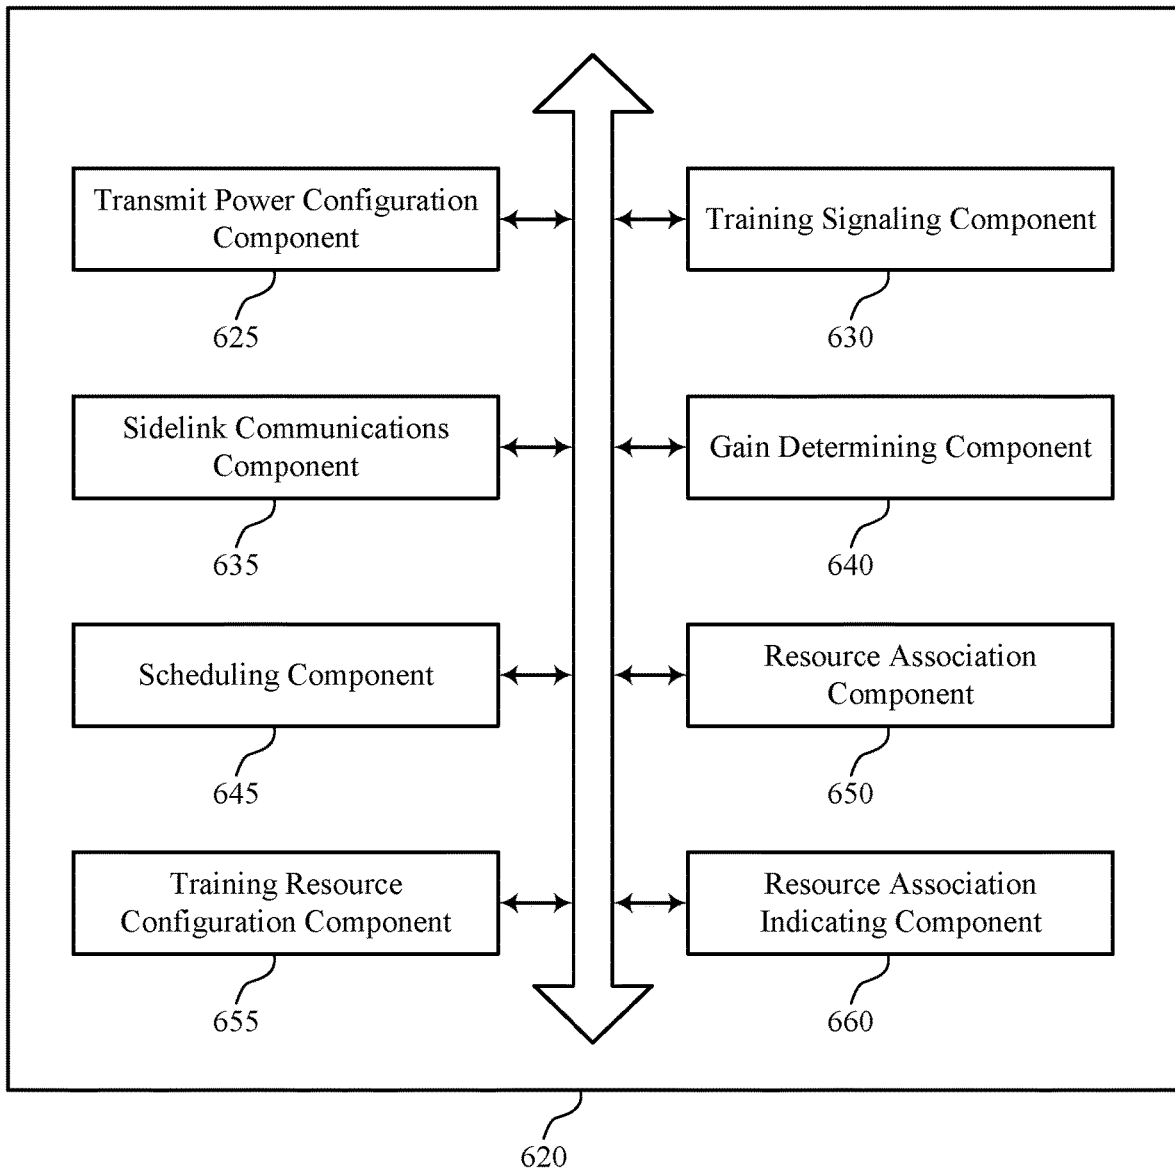 Transmit Power Configuration
Component
625
Training Signaling Component
630
Sidelink Communications
Component
635
Gain Determining Component
640
Scheduling Component
645
Resource Association
Component
650
Training Resource
Configuration Component
655
Resource Association
Indicating Component
660
620